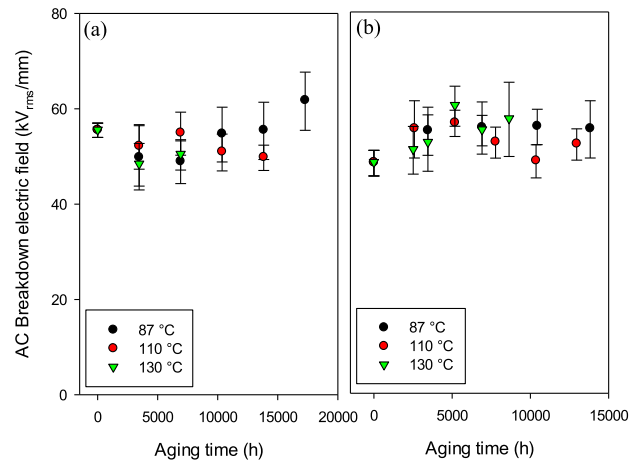 (a)
(b)
AC Breakdown electric field (kVrms/mm)
80
60
40
20
0
87 °C
110 °C
130 °C
87 °C
110 °C
130 °C
0 5000 10000 15000 20000
0 5000 10000 15000
Aging time (h)
Aging time (h)